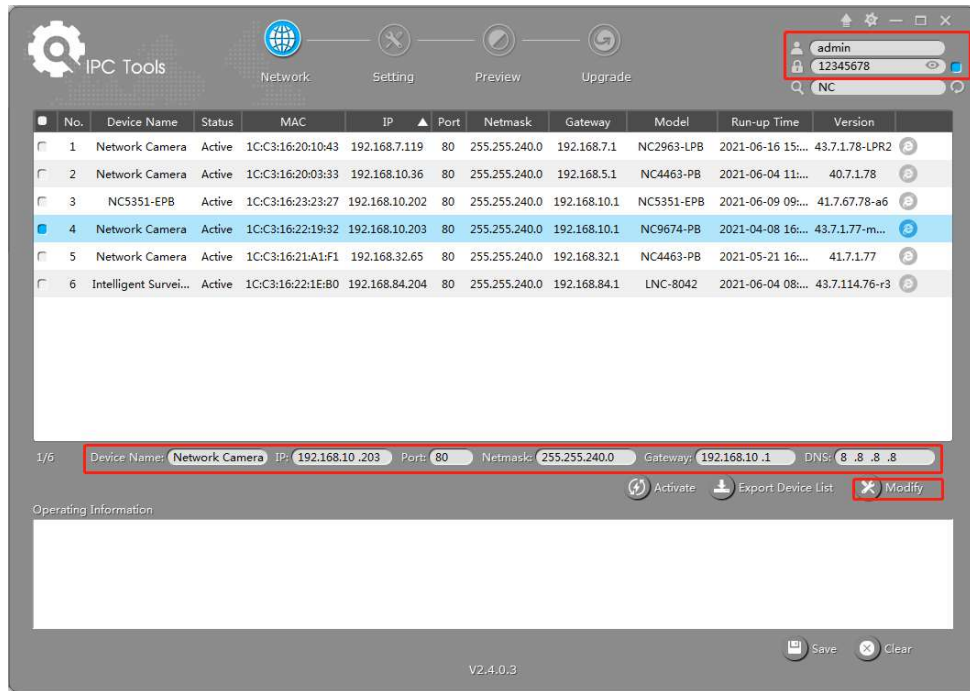 IPC Tools
Network Setting Preview Upgrade
admin
12345678
NC
No. Device Name Status MAC IP Port Netmask Gateway Model Run-up Time Version
1 Network Camera Active 1C:C3:16:20:10:43 192.168.7.119 80 255.255.240.0 192.168.7.1 NC2963-LPB 2021-06-16 15:... 43.7.1.78-LPR2
2 Network Camera Active 1C:C3:16:20:03:33 192.168.10.36 80 255.255.240.0 192.168.5.1 NC4463-PB 2021-06-04 11:... 40.7.1.78
3 NC5351-EPB Active 1C:C3:16:23:23:27 192.168.10.202 80 255.255.240.0 192.168.10.1 NC5351-EPB 2021-06-09 09:... 41.7.67.78-a6
4 Network Camera Active 1C:C3:16:22:19:32 192.168.10.203 80 255.255.240.0 192.168.10.1 NC9674-PB 2021-04-08 16:... 43.7.1.77-m...
5 Network Camera Active 1C:C3:16:21:A1:F1 192.168.32.65 80 255.255.240.0 192.168.32.1 NC4463-PB 2021-05-21 16:... 41.7.1.77
6 Intelligent Survei... Active 1C:C3:16:22:1E:B0 192.168.84.204 80 255.255.240.0 192.168.84.1 LNC-8042 2021-06-04 08:... 43.7.114.76-r3
1/6 Device Name: Network Camera IP: 192.168.10 .203 Port: 80 Netmask: 255.255.240.0 Gateway: 192.168.10 .1 DNS: 8 .8 .8 .8
Activate Export Device List Modify
Operating Information
Save Clear
V2.4.0.3